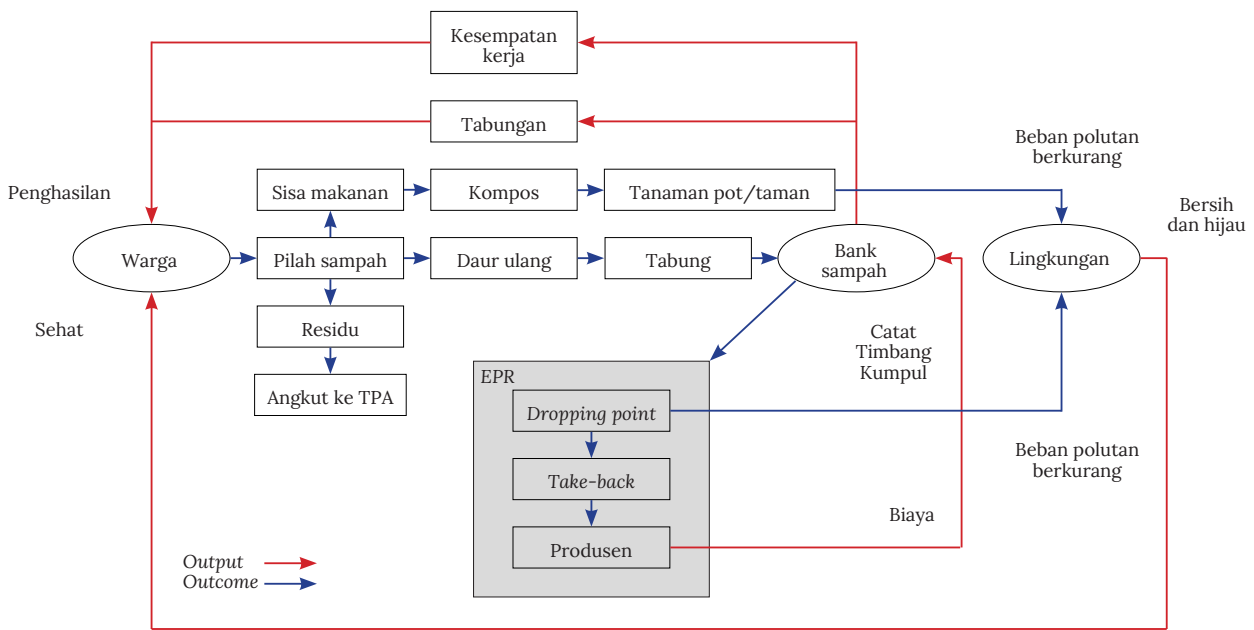 Kesempatan
kerja
Tabungan
Beban polutan
berkurang
Penghasilan
Sisa makanan
Kompos
Tanaman pot/taman
Bersih
dan hijau
Warga
Pilah sampah
Daur ulang
Tabung
Bank
sampah
Lingkungan
Sehat
Residu
Catat
Timbang
Kumpul
Angkut ke TPA
EPR
Dropping point
Take-back
Beban polutan
berkurang
Biaya
Produsen
Output
Outcome